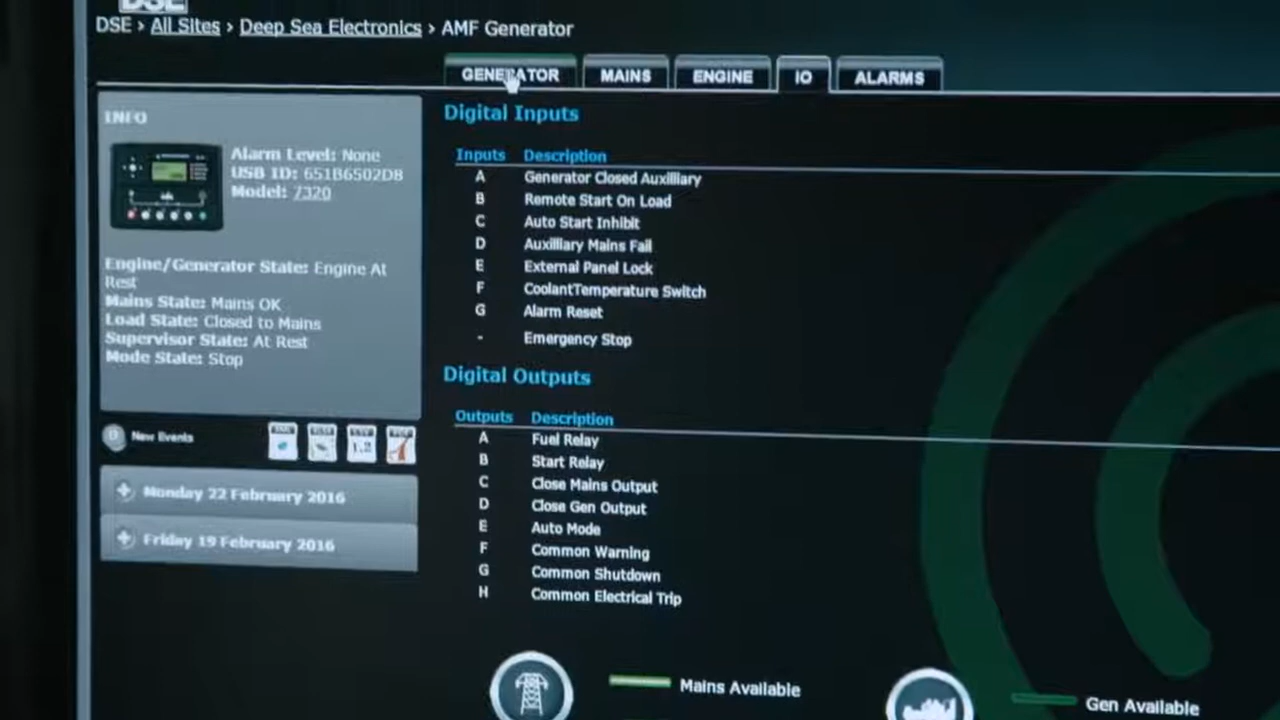 DSE
DSE > All Sites > Deep Sea Electronics > AMF Generator
GENERATOR MAINS ENGINE IO ALARMS
INFO
Alarm Level: None
USB ID: 651B6502D8
Model: 7320
Engine/Generator State: Engine At
Rest
Mains State: Mains OK
Load State: Closed to Mains
Supervisor State: At Rest
Mode State: Stop
New Events
Monday 22 February 2016
Friday 19 February 2016
Digital Inputs
Inputs Description
A Generator Closed Auxilliary
B Remote Start On Load
C Auto Start Inhibit
D Auxilliary Mains Fail
E External Panel Lock
F CoolantTemperature Switch
G Alarm Reset
- Emergency Stop
Digital Outputs
Outputs Description
A Fuel Relay
B Start Relay
C Close Mains Output
D Close Gen Output
E Auto Mode
F Common Warning
G Common Shutdown
H Common Electrical Trip
Mains Available
Gen Available